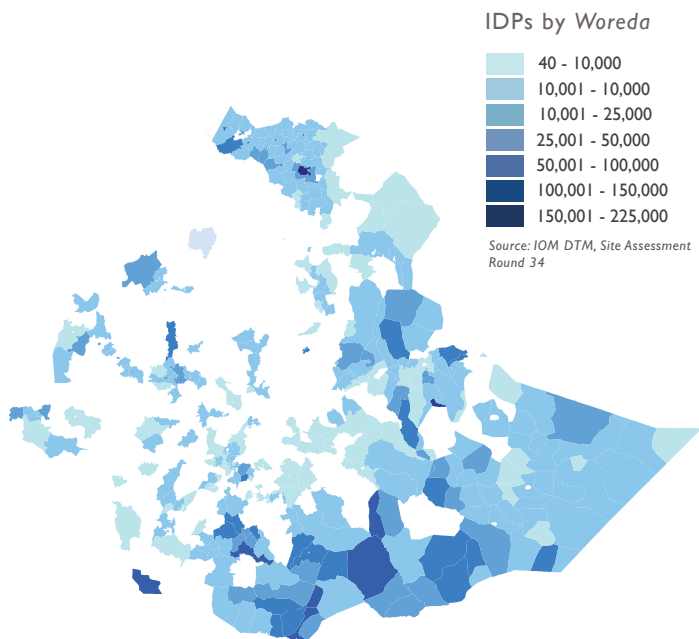 IDPs by Woreda
40 - 10,000
10,001 - 10,000
10,001 - 25,000
25,001 - 50,000
50,001 - 100,000
100,001 - 150,000
150,001 - 225,000
Source: IOM DTM, Site Assessment
Round 34